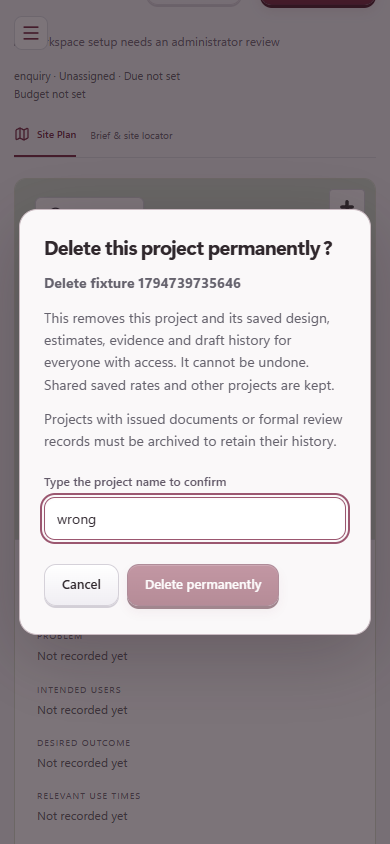 kspace setup needs an administrator review
enquiry · Unassigned · Due not set
Budget not set
Site Plan
Brief & site locator
Delete this project permanently?
Delete fixture 1794739735646
This removes this project and its saved design,
estimates, evidence and draft history for
everyone with access. It cannot be undone.
Shared saved rates and other projects are kept.
Projects with issued documents or formal review
records must be archived to retain their history.
Type the project name to confirm
wrong
Cancel
Delete permanently
PROBLEM
Not recorded yet
INTENDED USERS
Not recorded yet
DESIRED OUTCOME
Not recorded yet
RELEVANT USE TIMES
Not recorded yet